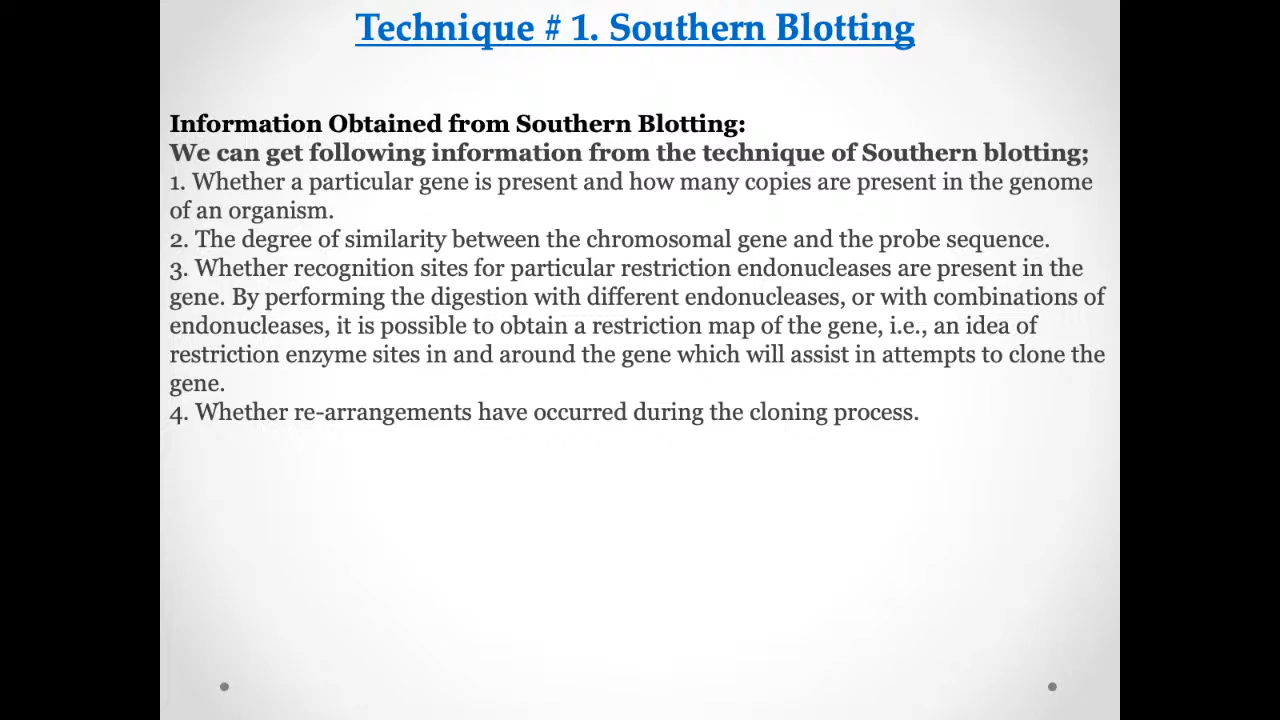 Technique # 1. Southern Blotting
Information Obtained from Southern Blotting:
We can get following information from the technique of Southern blotting;
1. Whether a particular gene is present and how many copies are present in the genome
of an organism.
2. The degree of similarity between the chromosomal gene and the probe sequence.
3. Whether recognition sites for particular restriction endonucleases are present in the
gene. By performing the digestion with different endonucleases, or with combinations of
endonucleases, it is possible to obtain a restriction map of the gene, i.e., an idea of
restriction enzyme sites in and around the gene which will assist in attempts to clone the
gene.
4. Whether re-arrangements have occurred during the cloning process.